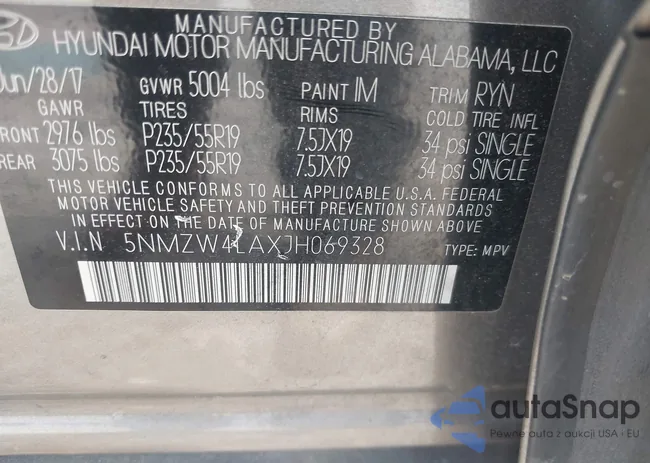 MANUFACTURED BY
HYUNDAI MOTOR MANUFACTURING ALABAMA, LLC
Jun/28/17 GVWR 5004 lbs PAINT IM TRIM RYN
GAWR TIRES RIMS COLD TIRE INFL
FRONT 2976 lbs P235/55R19 7.5JX19 34 psi SINGLE
REAR 3075 lbs P235/55R19 7.5JX19 34 psi SINGLE
THIS VEHICLE CONFORMS TO ALL APPLICABLE U.S.A. FEDERAL
MOTOR VEHICLE SAFETY AND THEFT PREVENTION STANDARDS
IN EFFECT ON THE DATE OF MANUFACTURE SHOWN ABOVE.
V.I.N 5NMZW4LAXJH069328 TYPE: MPV
autaSnap
Pewne auta z aukcji USA · EU